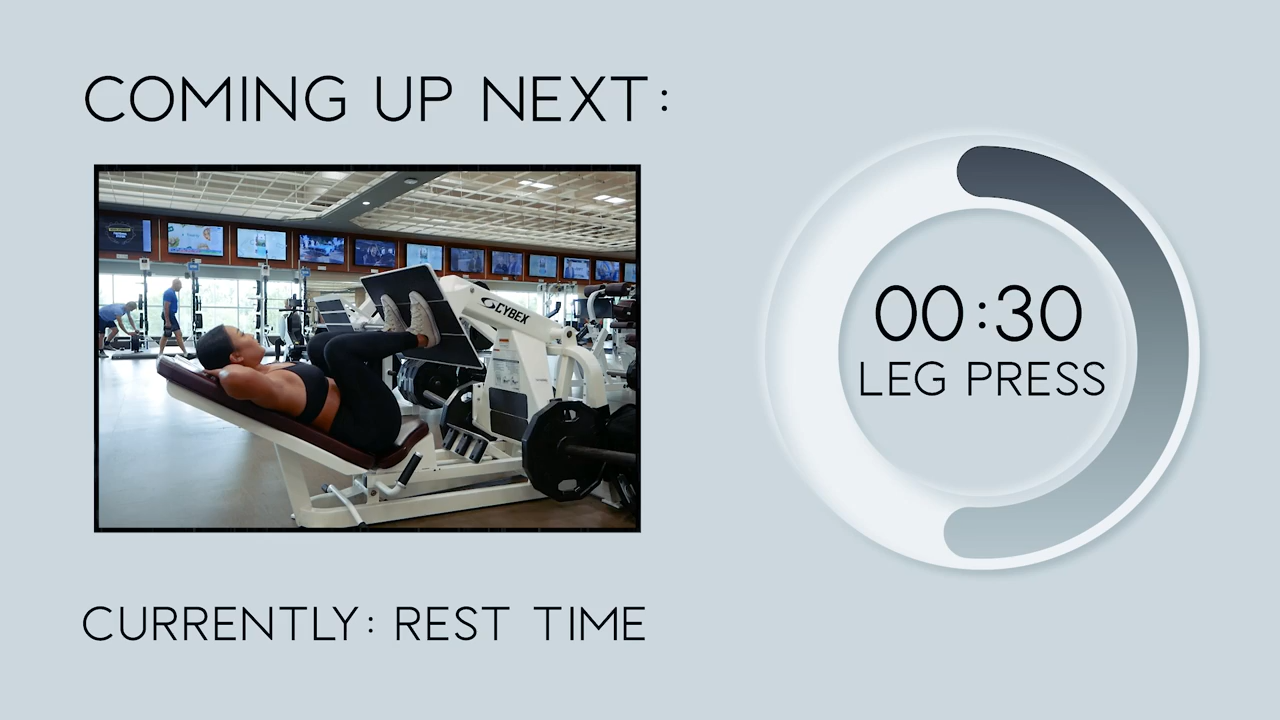 COMING UP NEXT:
CYBEX
00:30
LEG PRESS
CURRENTLY: REST TIME